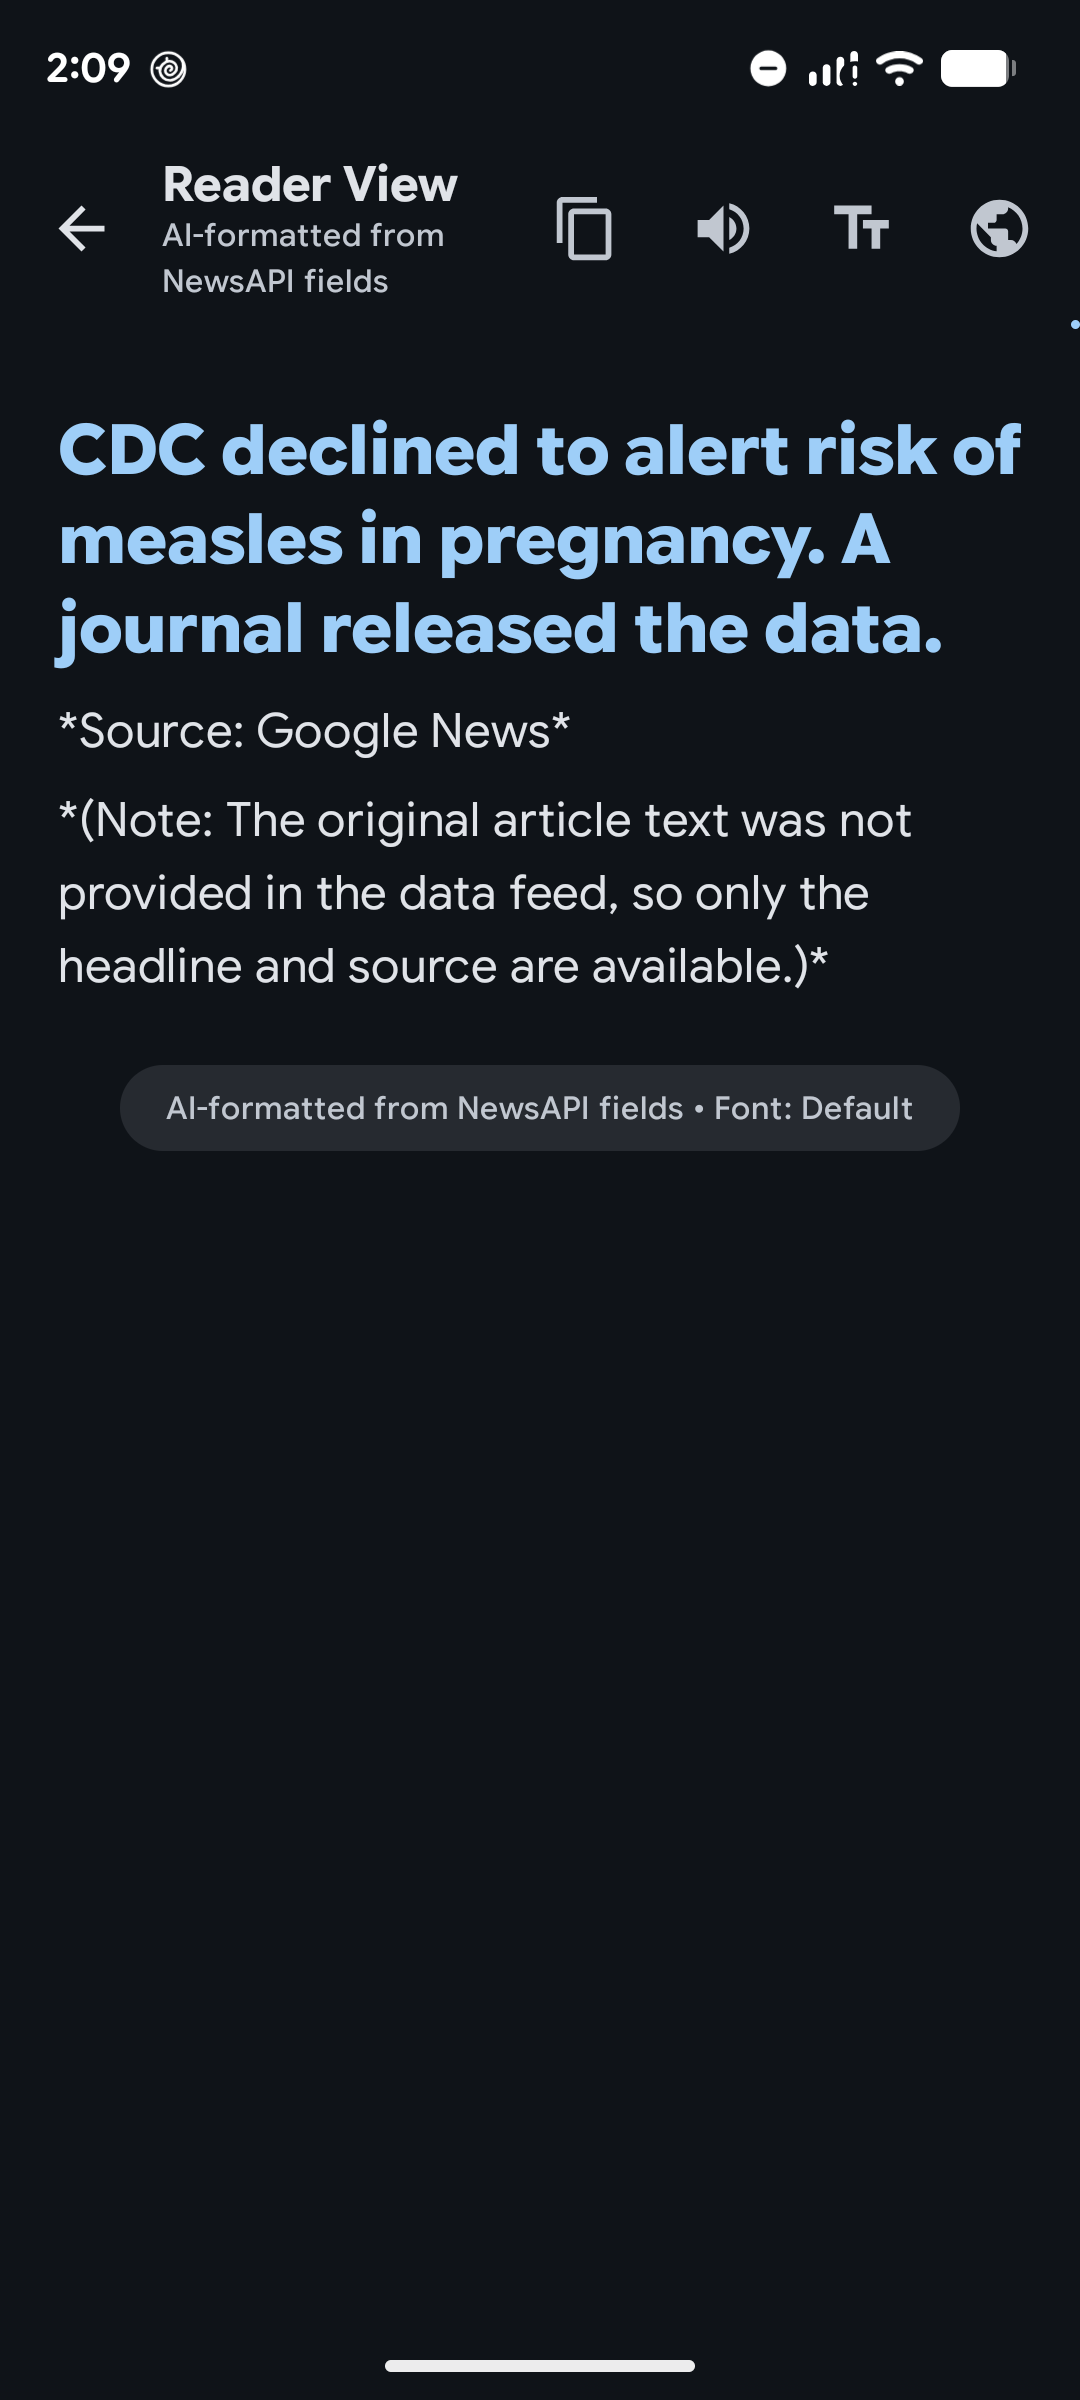 2:09
Reader View
AI-formatted from
NewsAPI fields
CDC declined to alert risk of
measles in pregnancy. A
journal released the data.
*Source: Google News*
*(Note: The original article text was not
provided in the data feed, so only the
headline and source are available.)*
AI-formatted from NewsAPI fields • Font: Default